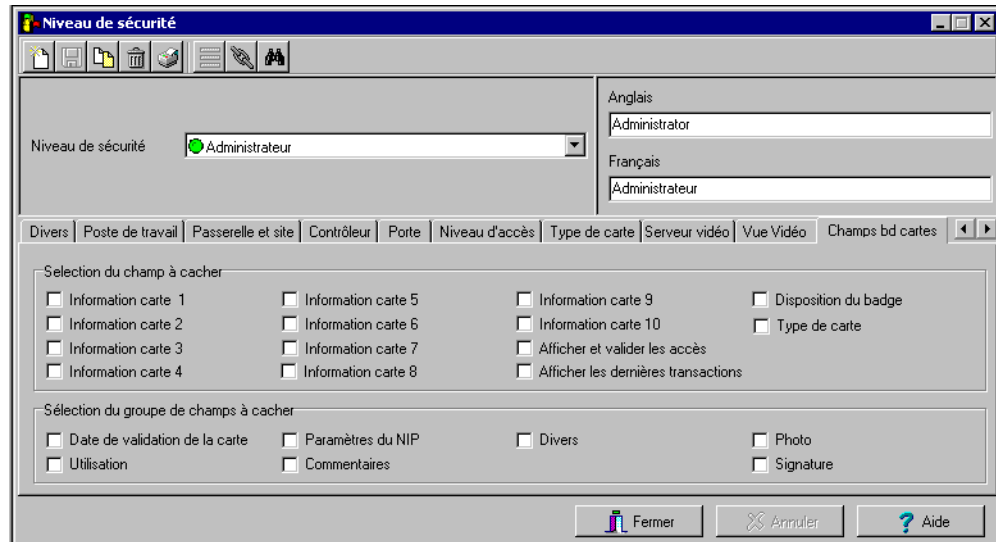 Niveau de sécurité
Anglais
Administrator
Niveau de sécurité
Administrateur
Français
Administrateur
Divers Poste de travail Passerelle et site Contrôleur Porte Niveau d'accès Type de carte Serveur vidéo Vue Vidéo Champs bd cartes
Selection du champ à cacher
Information carte 1 Information carte 5 Information carte 9 Disposition du badge
Information carte 2 Information carte 6 Information carte 10 Type de carte
Information carte 3 Information carte 7 Afficher et valider les accès
Information carte 4 Information carte 8 Afficher les dernières transactions
Sélection du groupe de champs à cacher
Date de validation de la carte Paramètres du NIP Divers Photo
Utilisation Commentaires Signature
Fermer Annuler Aide